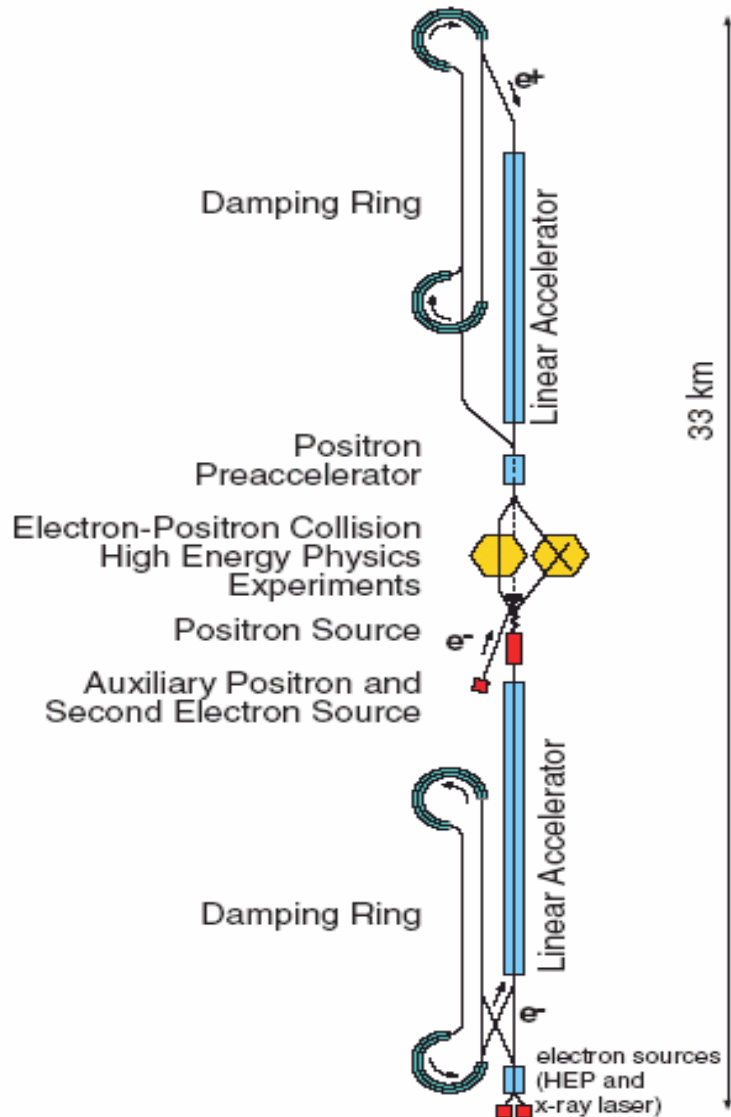 e+
Damping Ring
Linear Accelerator
33 km
Positron
Preaccelerator
Electron-Positron Collision
High Energy Physics
Experiments
Positron Source
e-
Auxiliary Positron and
Second Electron Source
Linear Accelerator
Damping Ring
e-
electron sources
(HEP and
x-ray laser)